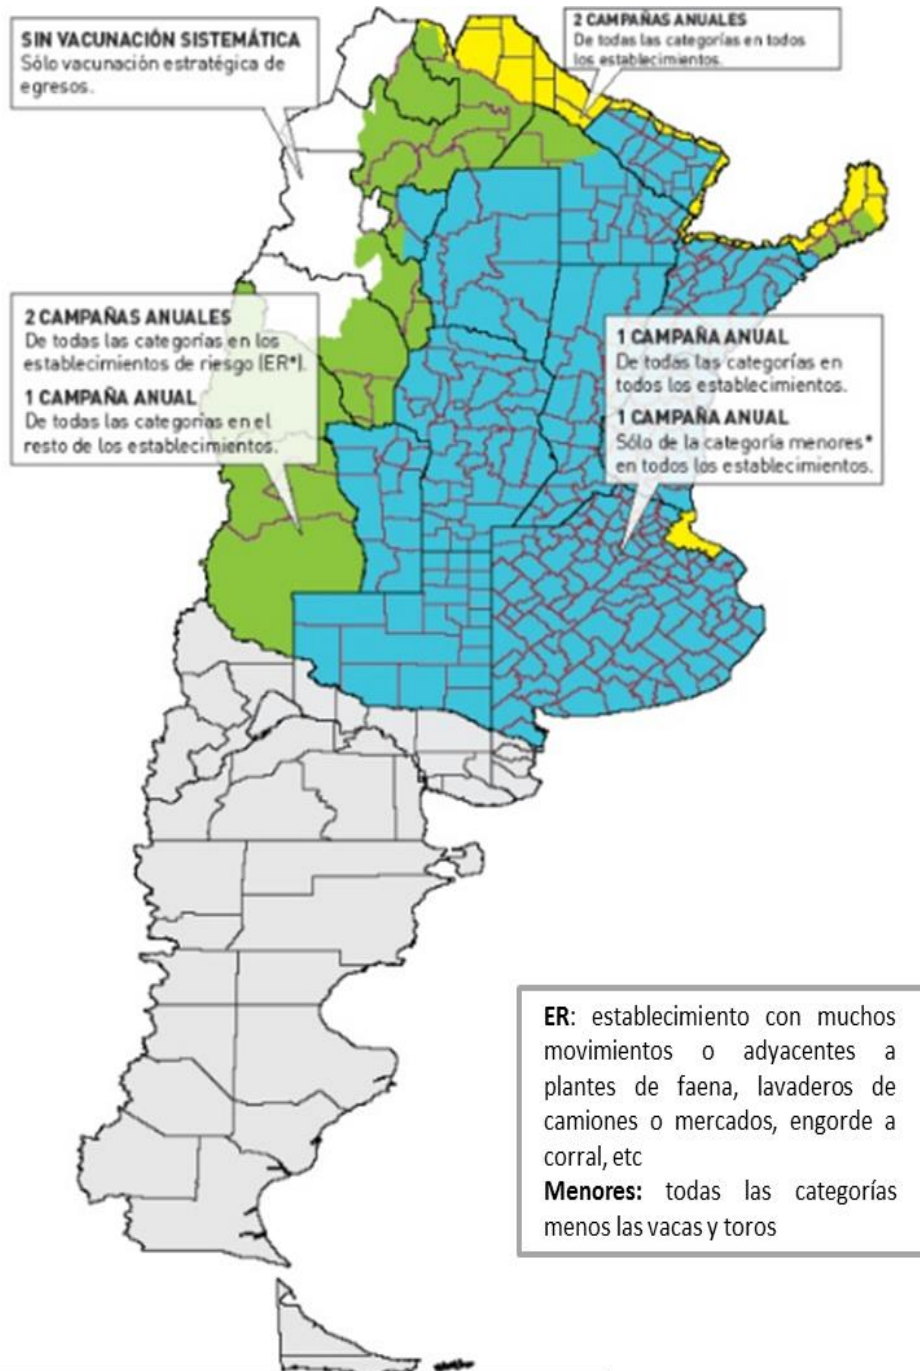 SIN VACUNACIÓN SISTEMÁTICA
Sólo vacunación estratégica de
egresos.
2 CAMPAÑAS ANUALES
De todas las categorías en todos
los establecimientos.
2 CAMPAÑAS ANUALES
De todas las categorías en los
establecimientos de riesgo (ER*).
1 CAMPAÑA ANUAL
De todas las categorías en el
resto de los establecimientos.
1 CAMPAÑA ANUAL
De todas las categorías en
todos los establecimientos.
1 CAMPAÑA ANUAL
Sólo de la categoría menores*
en todos los establecimientos.
ER: establecimiento con muchos
movimientos o adyacentes a
plantes de faena, lavaderos de
camiones o mercados, engorde a
corral, etc
Menores: todas las categorías
menos las vacas y toros